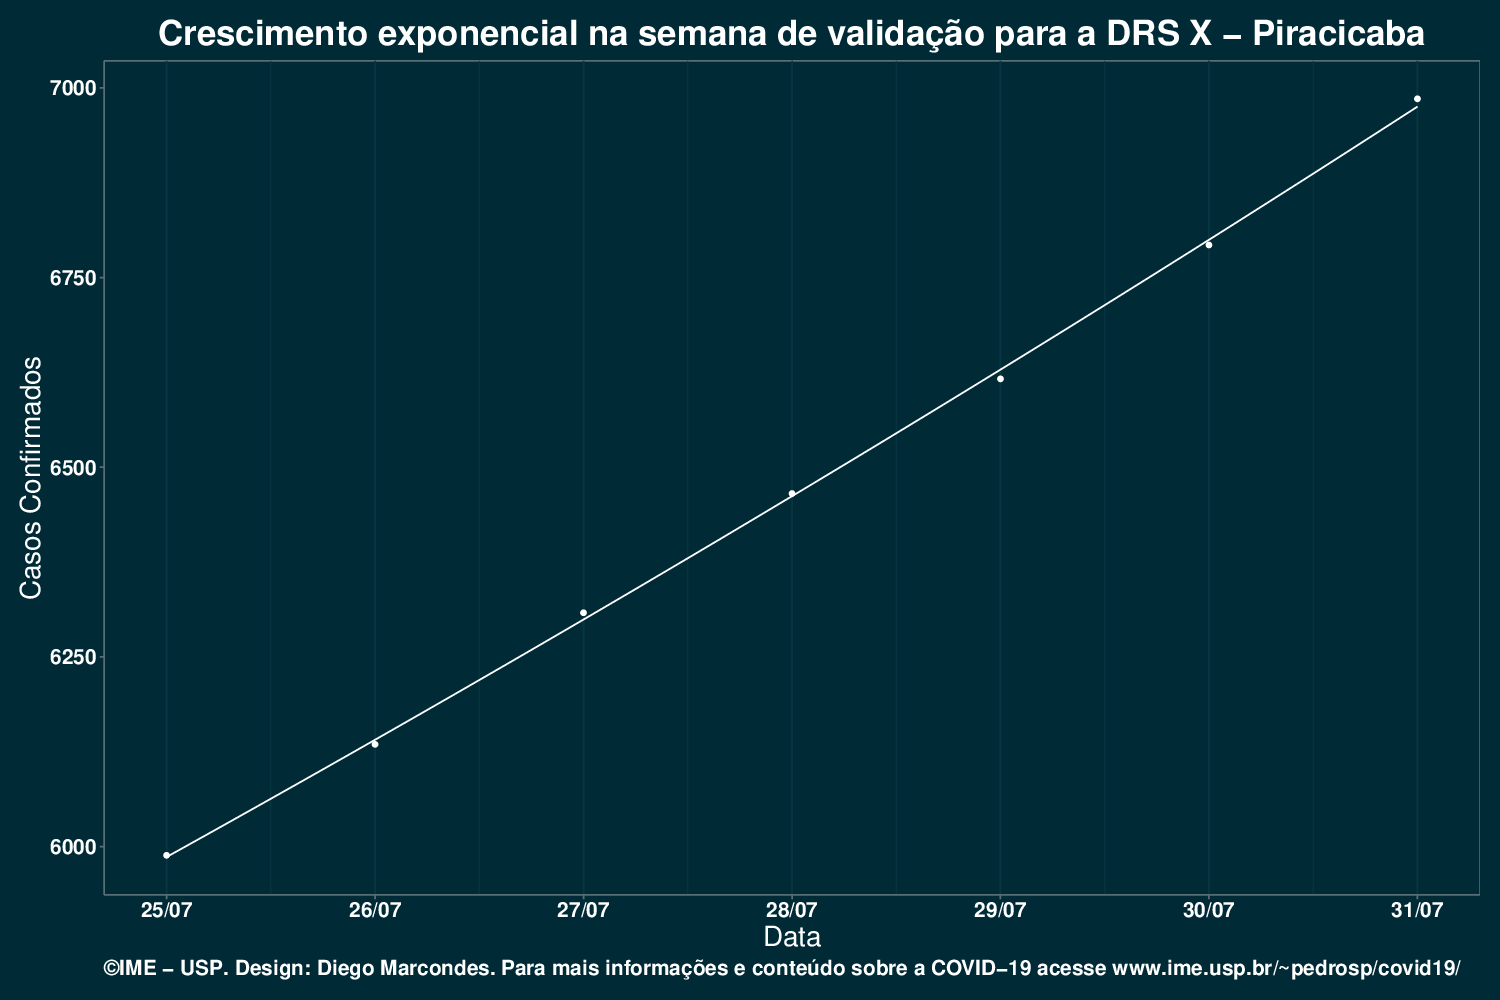 Crescimento exponencial na semana de validação para a DRS X – Piracicaba
7000
6750
6500
6250
6000
Casos Confirmados
25/07 26/07 27/07 28/07 29/07 30/07 31/07
Data
©IME – USP. Design: Diego Marcondes. Para mais informações e conteúdo sobre a COVID–19 acesse www.ime.usp.br/~pedrosp/covid19/